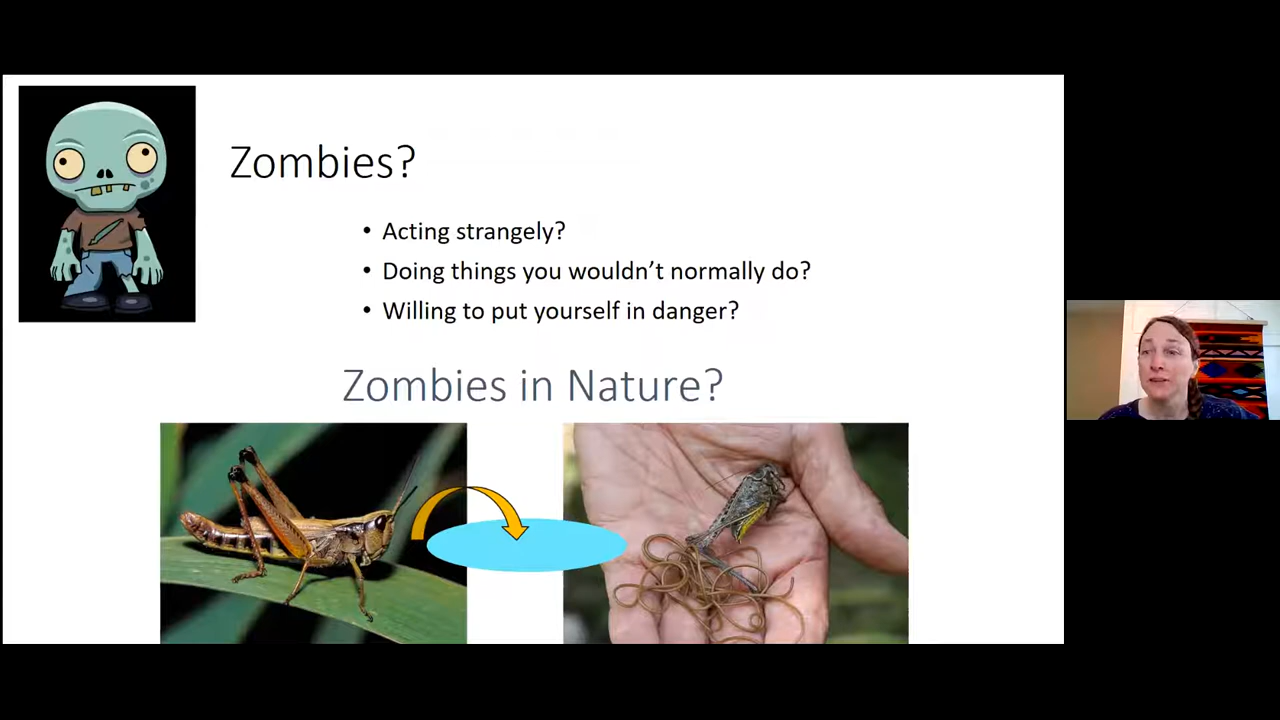 Zombies?
• Acting strangely?
• Doing things you wouldn’t normally do?
• Willing to put yourself in danger?
Zombies in Nature?